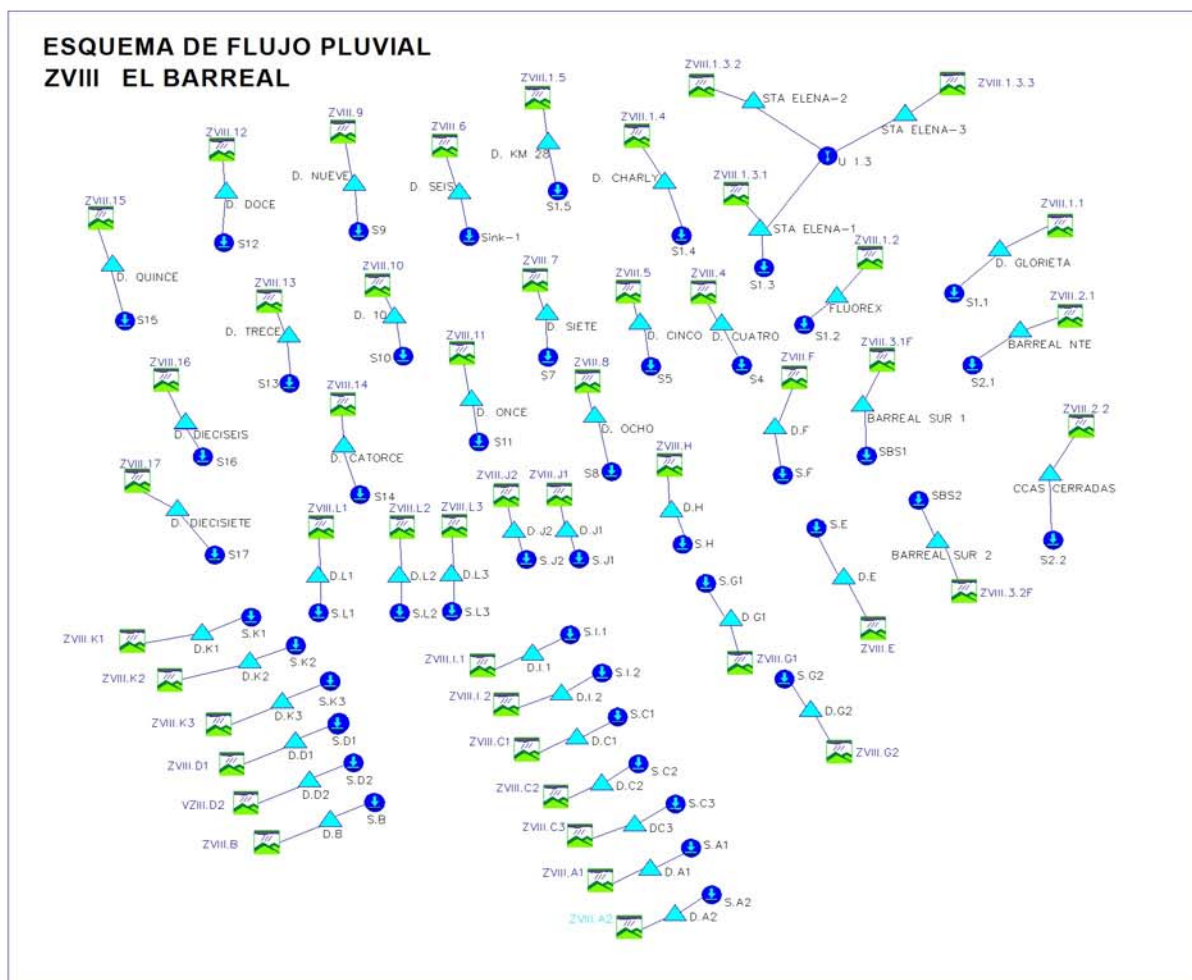 ESQUEMA DE FLUJO PLUVIAL
ZVIII EL BARREAL
ZVIII.1.3.2
STA ELENA-2
ZVIII.1.3.3
STA ELENA-3
U 1.3
ZVIII.1.5
D. KM 28
S1.5
ZVIII.1.4
D. CHARLY
S1.4
ZVIII.1.3.1
STA ELENA-1
S1.3
ZVIII.12
D. DOCE
S12
ZVIII.9
D. NUEVE
S9
ZVIII.6
D. SEIS
Sink-1
ZVIII.15
D. QUINCE
S15
ZVIII.1.2
FLUOREX
S1.2
ZVIII.1.1
D. GLORIETA
S1.1
ZVIII.13
D. TRECE
S13
ZVIII.10
D. 10
S10
ZVIII.7
D. SIETE
S7
ZVIII.5
D. CINCO
S5
ZVIII.4
D. CUATRO
S4
ZVIII.2.1
BARREAL NTE
S2.1
ZVIII.16
D. DIECISEIS
S16
ZVIII.14
D. CATORCE
S14
ZVIII.11
D. ONCE
S11
ZVIII.8
D. OCHO
S8
ZVIII.F
D.F
S.F
ZVIII.3.1F
BARREAL SUR 1
SBS1
ZVIII.2.2
CCAS CERRADAS
S2.2
ZVIII.17
D. DIECISIETE
S17
ZVIII.L1
D.L1
S.L1
ZVIII.L2
D.L2
S.L2
ZVIII.L3
D.L3
S.L3
ZVIII.J2
D.J2
S.J2
ZVIII.J1
D.J1
S.J1
ZVIII.H
D.H
S.H
S.E
D.E
ZVIII.E
SBS2
BARREAL SUR 2
ZVIII.3.2F
S.G1
D.G1
ZVIII.G1
S.G2
D.G2
ZVIII.G2
ZVIII.K1
D.K1
S.K1
ZVIII.K2
D.K2
S.K2
ZVIII.K3
D.K3
S.K3
ZVIII.D1
D.D1
S.D1
VZIII.D2
D.D2
S.D2
ZVIII.B
D.B
S.B
ZVIII.I.1
D.I.1
S.I.1
ZVIII.I.2
D.I.2
S.I.2
ZVIII.C1
D.C1
S.C1
ZVIII.C2
D.C2
S.C2
ZVIII.C3
DC3
S.C3
ZVIII.A1
D.A1
S.A1
ZVIII.A2
D.A2
S.A2